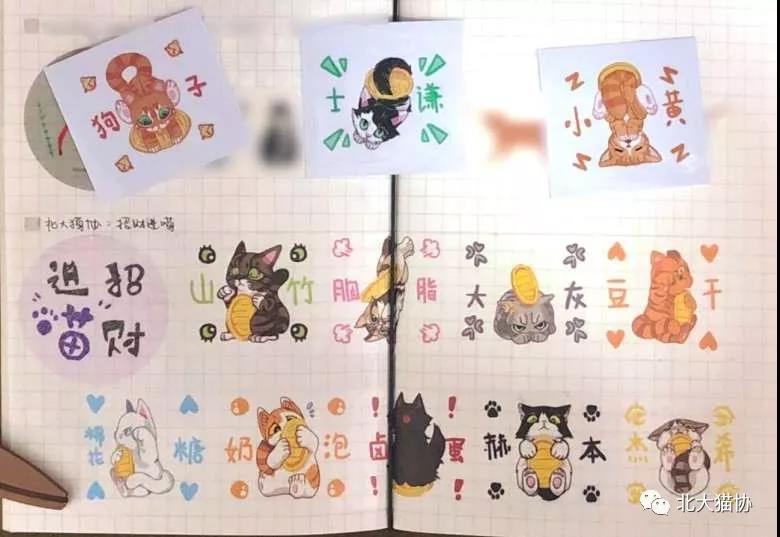 狗子
士谦
小黄
北大猫协:招财进喵
进招
喵财
山竹
胭脂
大灰
豆干
棉花糖
奶泡
卤蛋
赫本
杰希
北大猫协